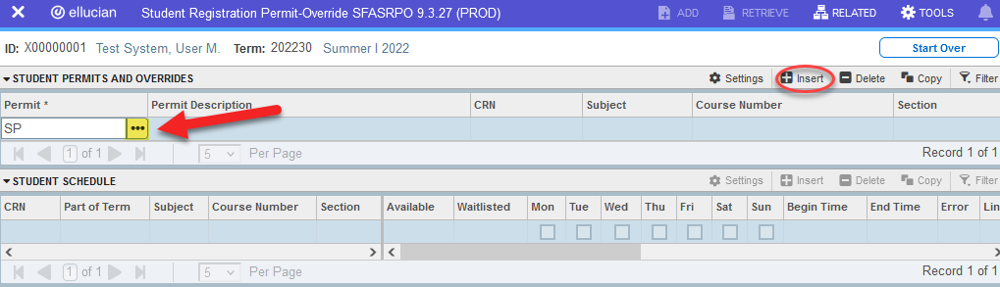 ellucian Student Registration Permit-Override SFASRPO 9.3.27 (PROD) ADD RETRIEVE RELATED TOOLS
ID: X00000001 Test System, User M. Term: 202230 Summer I 2022 Start Over
STUDENT PERMITS AND OVERRIDES Settings Insert Delete Copy Filter
Permit * Permit Description CRN Subject Course Number Section
SP
1 of 1 5 Per Page Record 1 of 1
STUDENT SCHEDULE Settings Insert Delete Copy Filter
CRN Part of Term Subject Course Number Section Available Waitlisted Mon Tue Wed Thu Fri Sat Sun Begin Time End Time Error Lin
1 of 1 5 Per Page Record 1 of 1